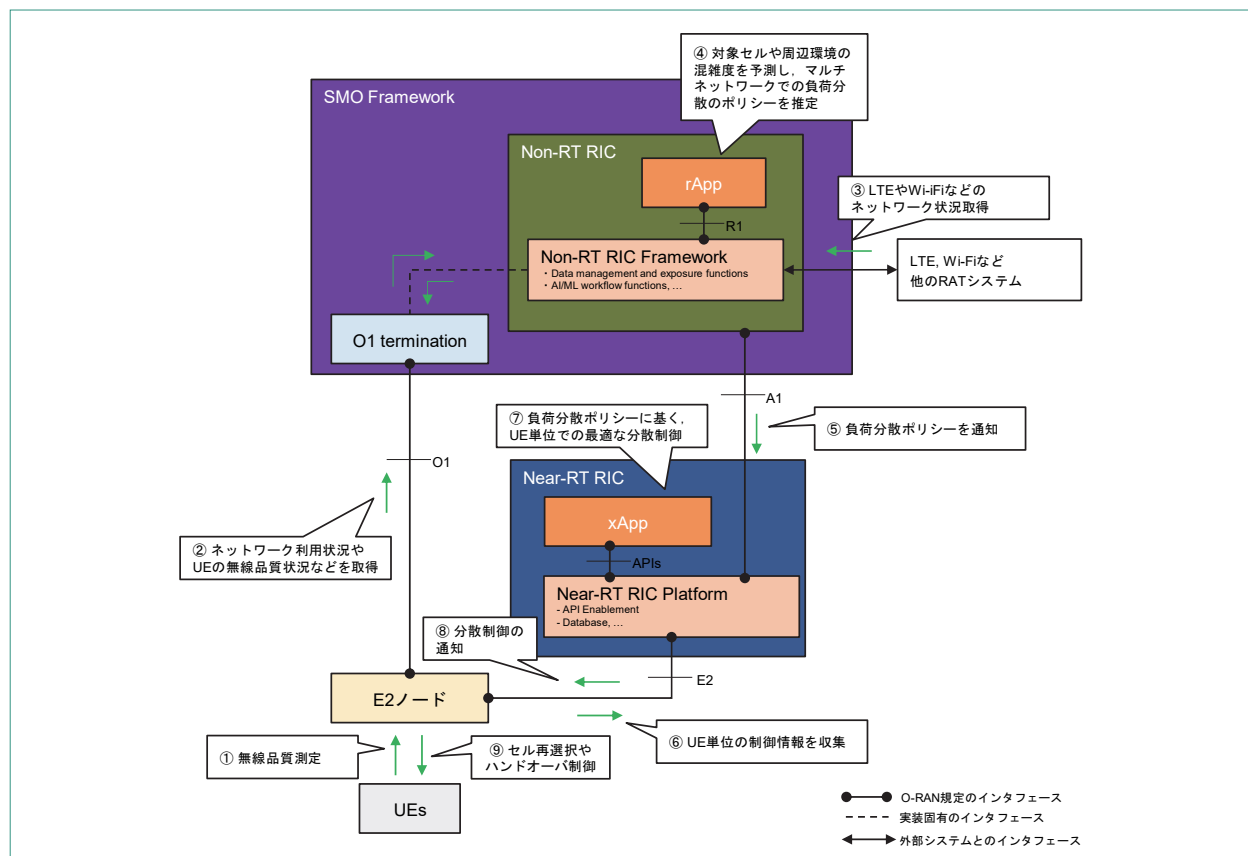 ④ 対象セルや周辺環境の
混雑度を予測し，マルチ
ネットワークでの負荷分
散のポリシーを推定
SMO Framework
Non-RT RIC
rApp
R1
③ LTEやWi-iFiなどの
ネットワーク状況取得
Non-RT RIC Framework
・Data management and exposure functions
・AI/ML workflow functions, …
LTE, Wi-Fiなど
他のRATシステム
O1 termination
A1
⑦ 負荷分散ポリシーに基く，
UE単位での最適な分散制御
⑤ 負荷分散ポリシーを通知
O1
Near-RT RIC
xApp
② ネットワーク利用状況や
UEの無線品質状況などを取得
APIs
Near-RT RIC Platform
- API Enablement
- Database, …
⑧ 分散制御の
通知
E2
E2ノード
⑥ UE単位の制御情報を収集
① 無線品質測定
⑨ セル再選択や
ハンドオーバ制御
UEs
O-RAN規定のインタフェース
実装固有のインタフェース
外部システムとのインタフェース